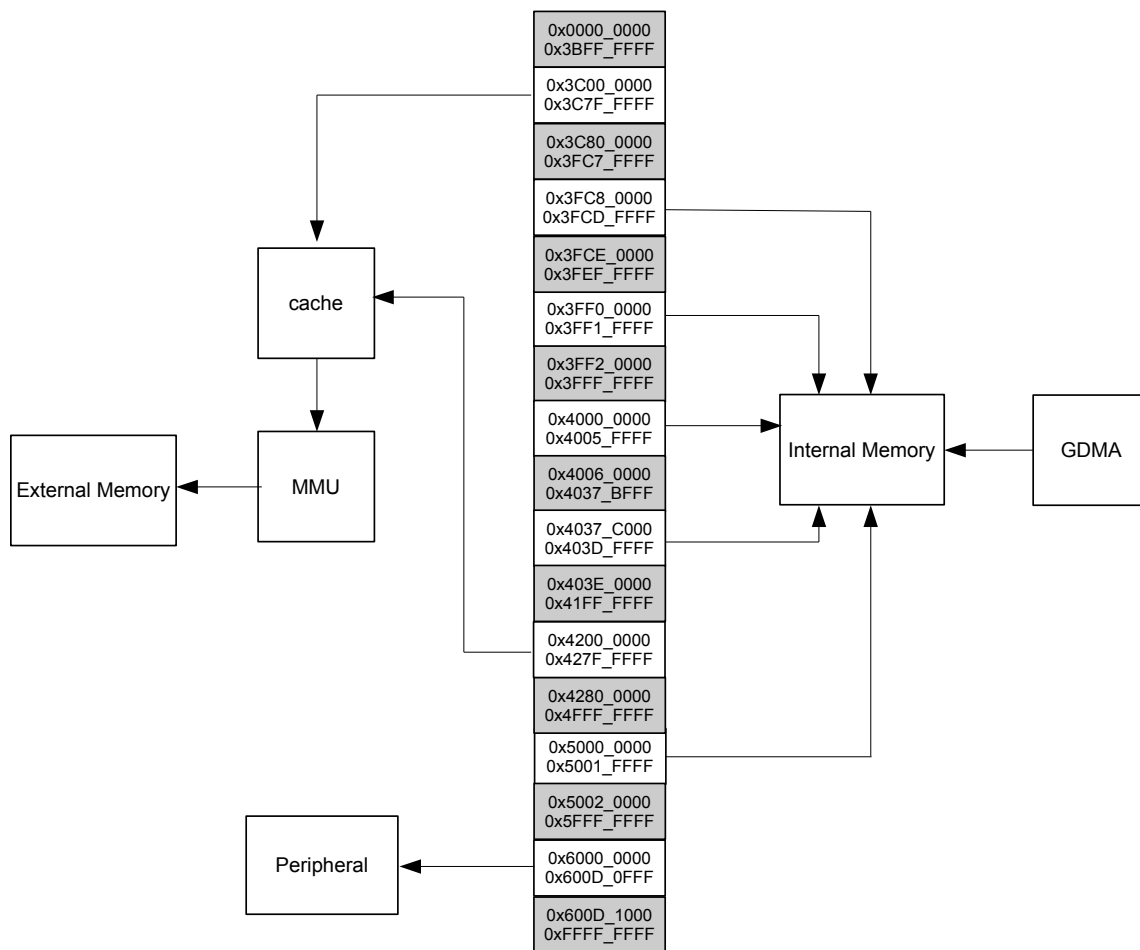 0x0000_0000
0x3BFF_FFFF
0x3C00_0000
0x3C7F_FFFF
0x3C80_0000
0x3FC7_FFFF
0x3FC8_0000
0x3FCD_FFFF
0x3FCE_0000
0x3FEF_FFFF
0x3FF0_0000
0x3FF1_FFFF
0x3FF2_0000
0x3FFF_FFFF
0x4000_0000
0x4005_FFFF
0x4006_0000
0x4037_BFFF
0x4037_C000
0x403D_FFFF
0x403E_0000
0x41FF_FFFF
0x4200_0000
0x427F_FFFF
0x4280_0000
0x4FFF_FFFF
0x5000_0000
0x5001_FFFF
0x5002_0000
0x5FFF_FFFF
0x6000_0000
0x600D_0FFF
0x600D_1000
0xFFFF_FFFF
cache
MMU
External Memory
Peripheral
Internal Memory
GDMA